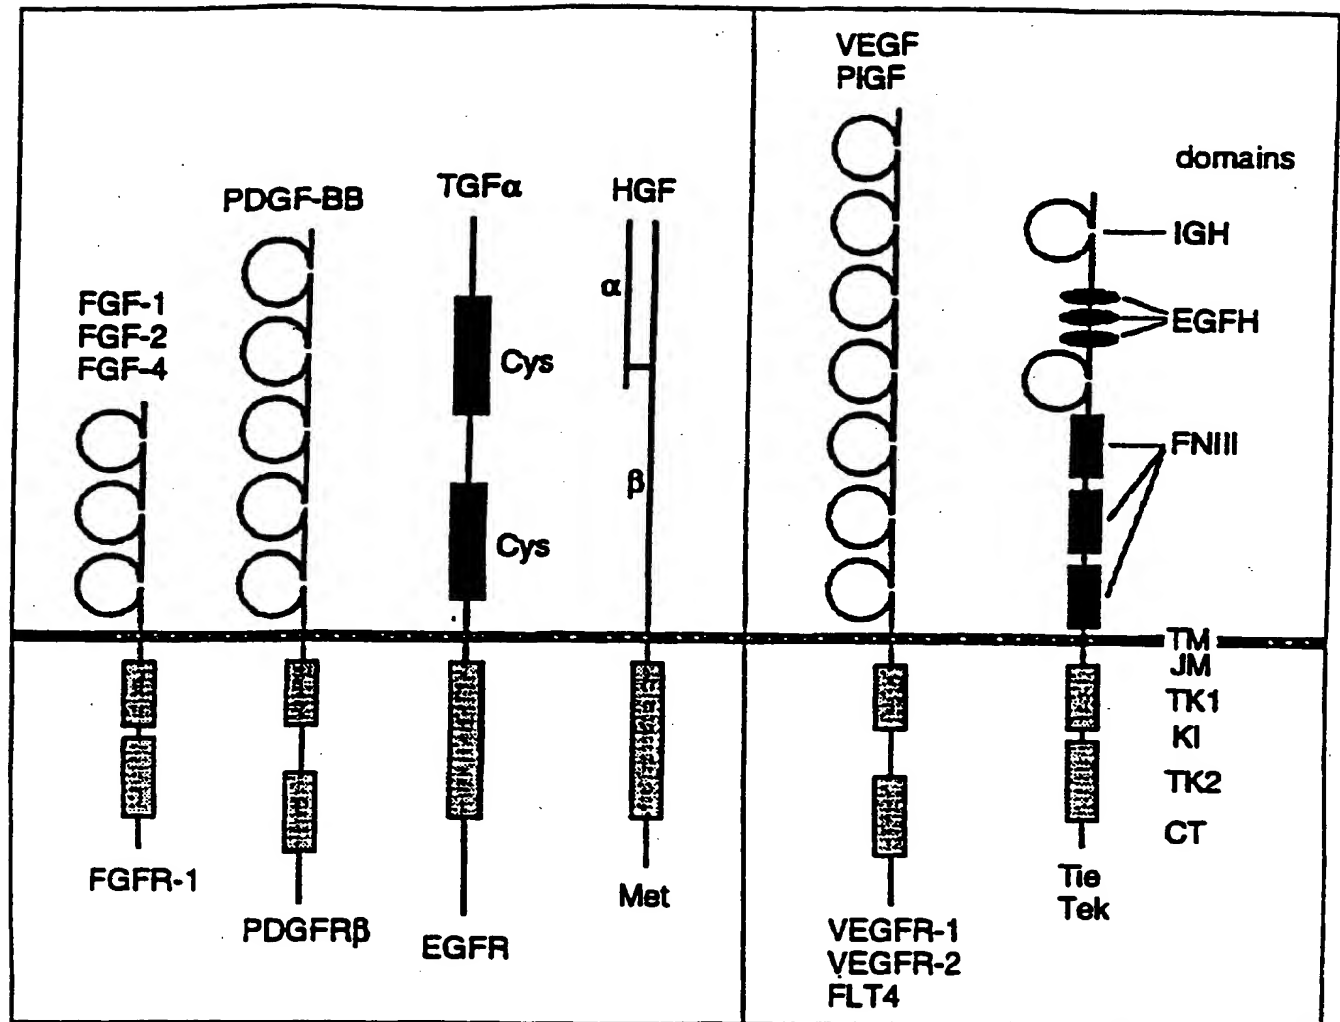 FGF-1
FGF-2
FGF-4
PDGF-BB
TGFα
HGF
α
β
Cys
Cys
FGFR-1
PDGFRβ
EGFR
Met
VEGF
PlGF
domains
IGH
EGFH
FNIII
TM
JM
TK1
KI
TK2
CT
VEGFR-1
VEGFR-2
FLT4
Tie
Tek